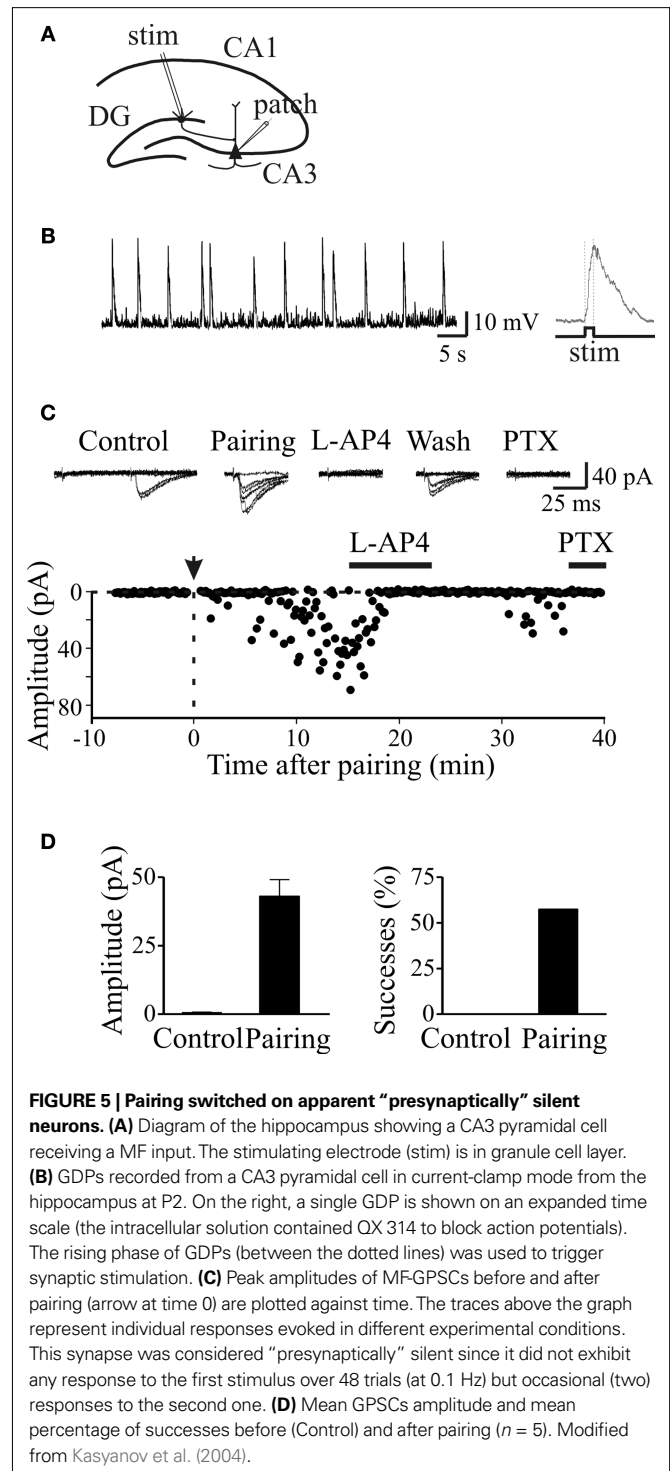 A
stim
CA1
DG
patch
CA3
B
10 mV
5 s
stim
C
Control Pairing L-AP4 Wash PTX
40 pA
25 ms
L-AP4 PTX
Amplitude (pA)
0
40
80
-10 0 10 20 30 40
Time after pairing (min)
D
Amplitude (pA)
50
25
0
Control Pairing
Successes (%)
75
50
25
0
Control Pairing
FIGURE 5 | Pairing switched on apparent “presynaptically” silent
neurons. (A) Diagram of the hippocampus showing a CA3 pyramidal cell
receiving a MF input. The stimulating electrode (stim) is in granule cell layer.
(B) GDPs recorded from a CA3 pyramidal cell in current-clamp mode from the
hippocampus at P2. On the right, a single GDP is shown on an expanded time
scale (the intracellular solution contained QX 314 to block action potentials).
The rising phase of GDPs (between the dotted lines) was used to trigger
synaptic stimulation. (C) Peak amplitudes of MF-GPSCs before and after
pairing (arrow at time 0) are plotted against time. The traces above the graph
represent individual responses evoked in different experimental conditions.
This synapse was considered “presynaptically” silent since it did not exhibit
any response to the first stimulus over 48 trials (at 0.1 Hz) but occasional (two)
responses to the second one. (D) Mean GPSCs amplitude and mean
percentage of successes before (Control) and after pairing (n = 5). Modified
from Kasyanov et al. (2004).